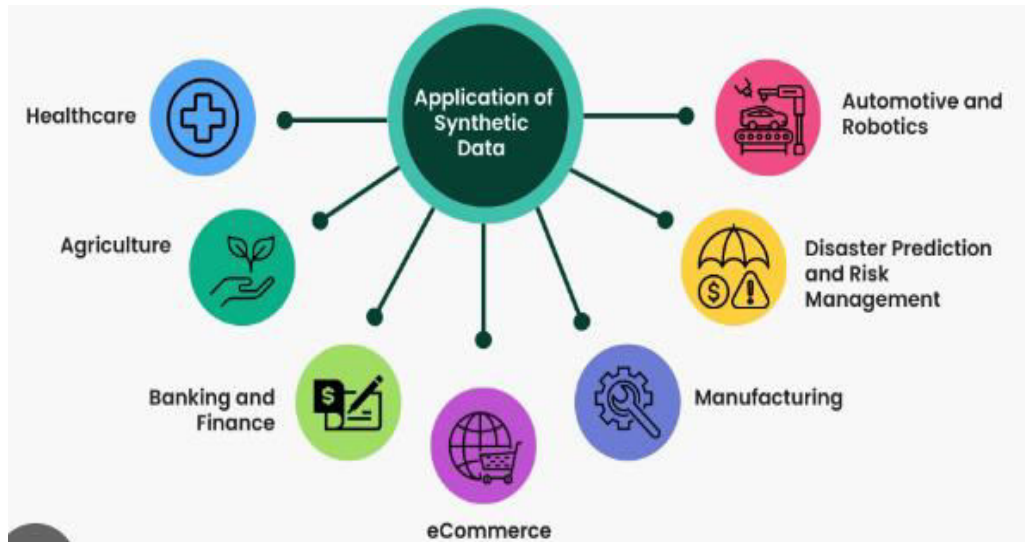 Application of
Synthetic
Data
Healthcare
Agriculture
Banking and
Finance
eCommerce
Manufacturing
Disaster Prediction
and Risk
Management
Automotive and
Robotics
$
$
!